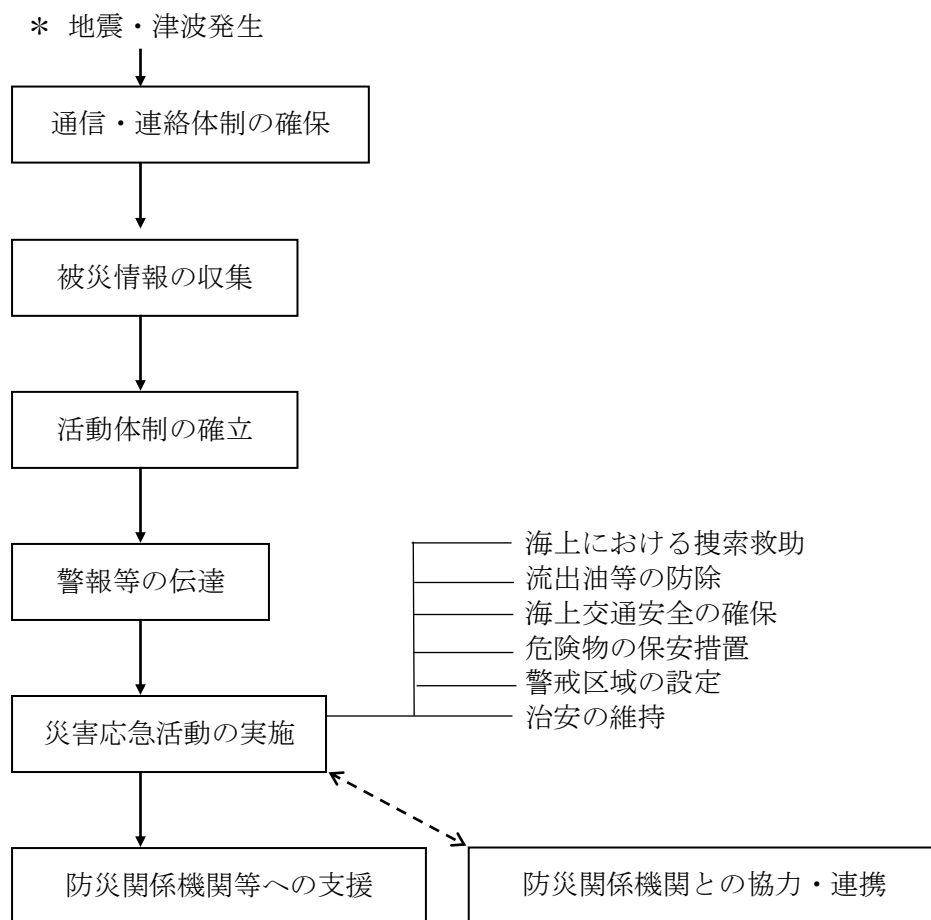 ＊ 地震・津波発生
通信・連絡体制の確保
被災情報の収集
活動体制の確立
警報等の伝達
海上における捜索救助
流出油等の防除
海上交通安全の確保
危険物の保安措置
警戒区域の設定
治安の維持
災害応急活動の実施
防災関係機関等への支援
防災関係機関との協力・連携